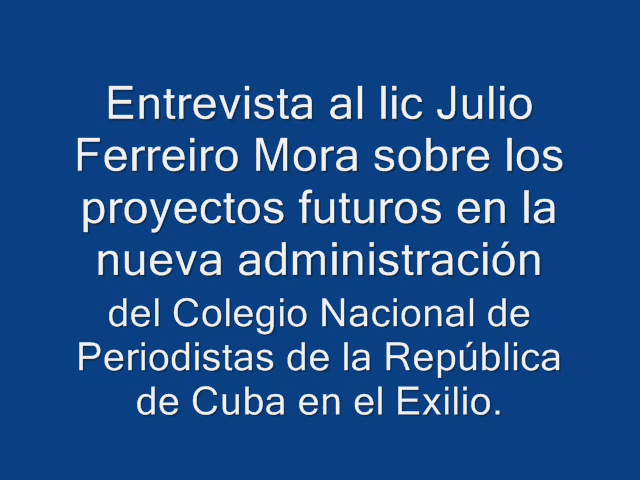 Entrevista al lic Julio
Ferreiro Mora sobre los
proyectos futuros en la
nueva administración
del Colegio Nacional de
Periodistas de la República
de Cuba en el Exilio.